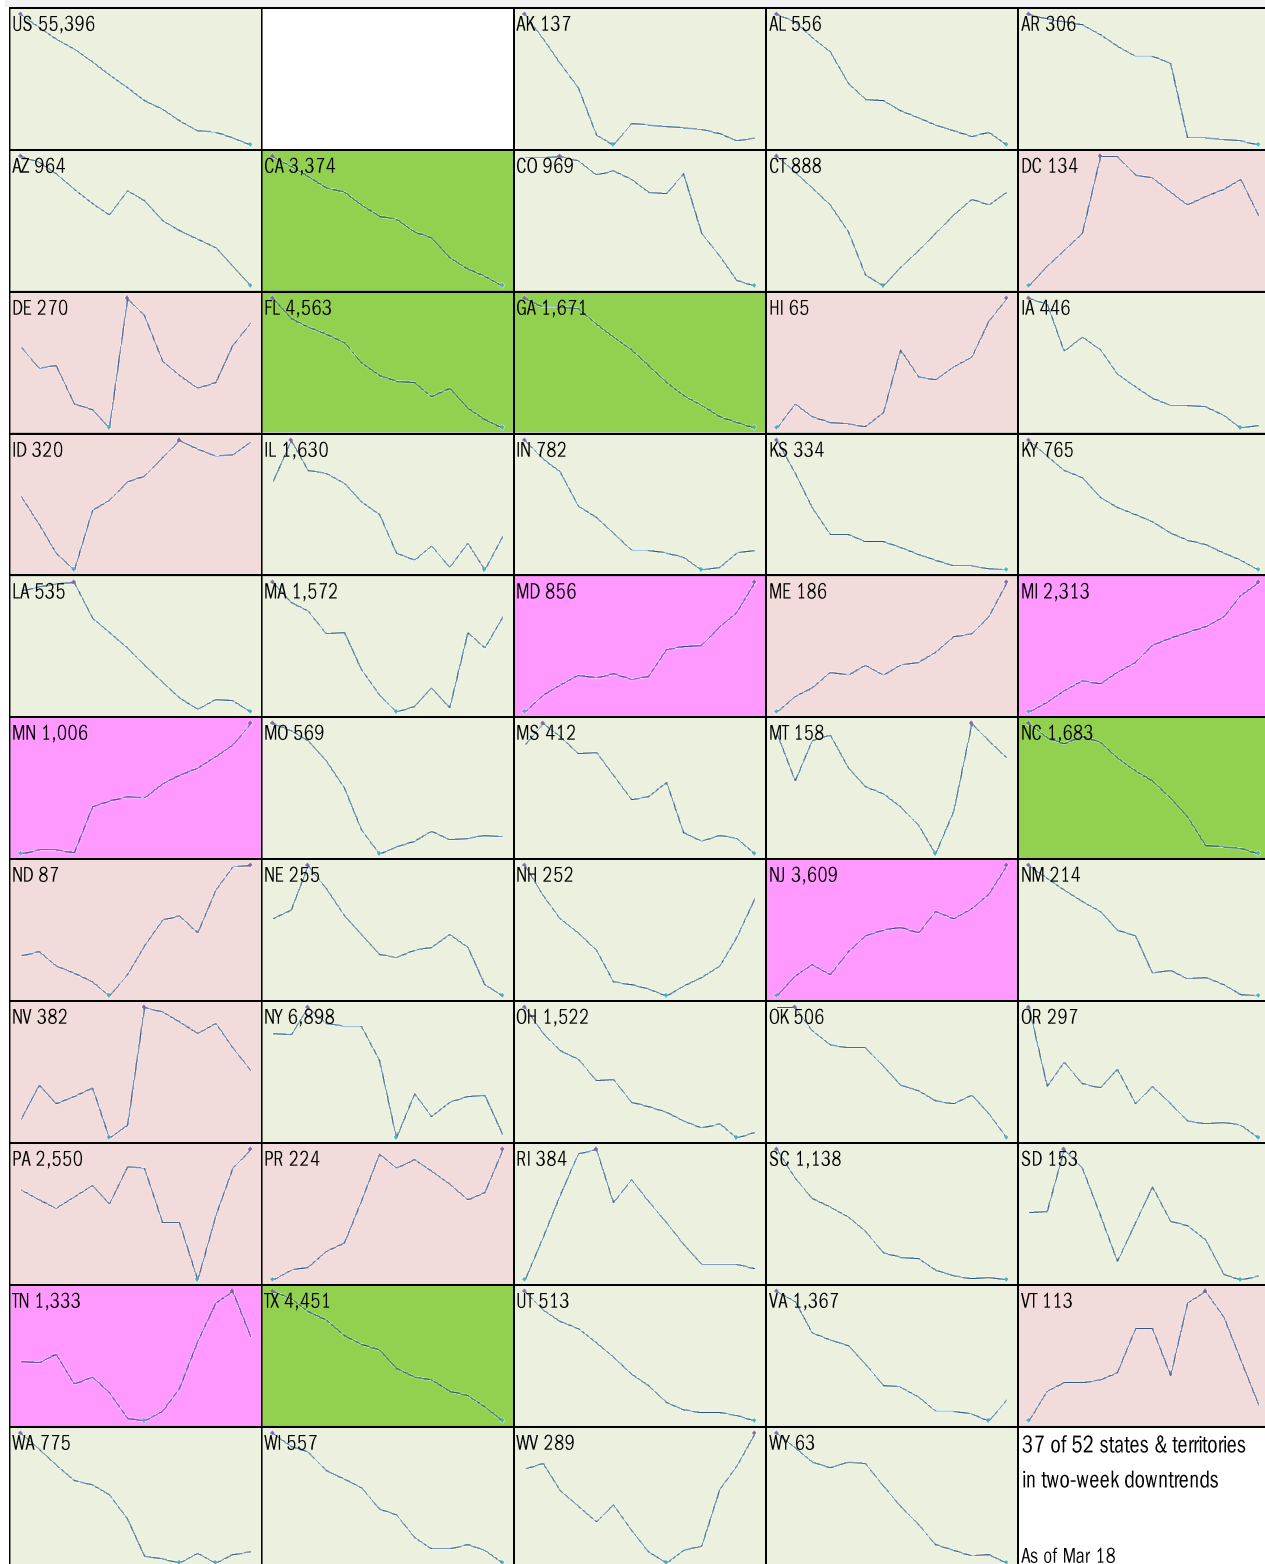 US 55,396
AK 137
AL 556
AR 306
AZ 964
CA 3,374
CO 969
CT 888
DC 134
DE 270
FL 4,563
GA 1,671
HI 65
IA 446
ID 320
IL 1,630
IN 782
KS 334
KY 765
LA 535
MA 1,572
MD 856
ME 186
MI 2,313
MN 1,006
MO 569
MS 412
MT 158
NC 1,683
ND 87
NE 255
NH 252
NJ 3,609
NM 214
NV 382
NY 6,898
OH 1,522
OK 506
OR 297
PA 2,550
PR 224
RI 384
SC 1,138
SD 153
TN 1,333
TX 4,451
UT 513
VA 1,367
VT 113
WA 775
WI 557
WV 289
WY 63
37 of 52 states & territories
in two-week downtrends
As of Mar 18